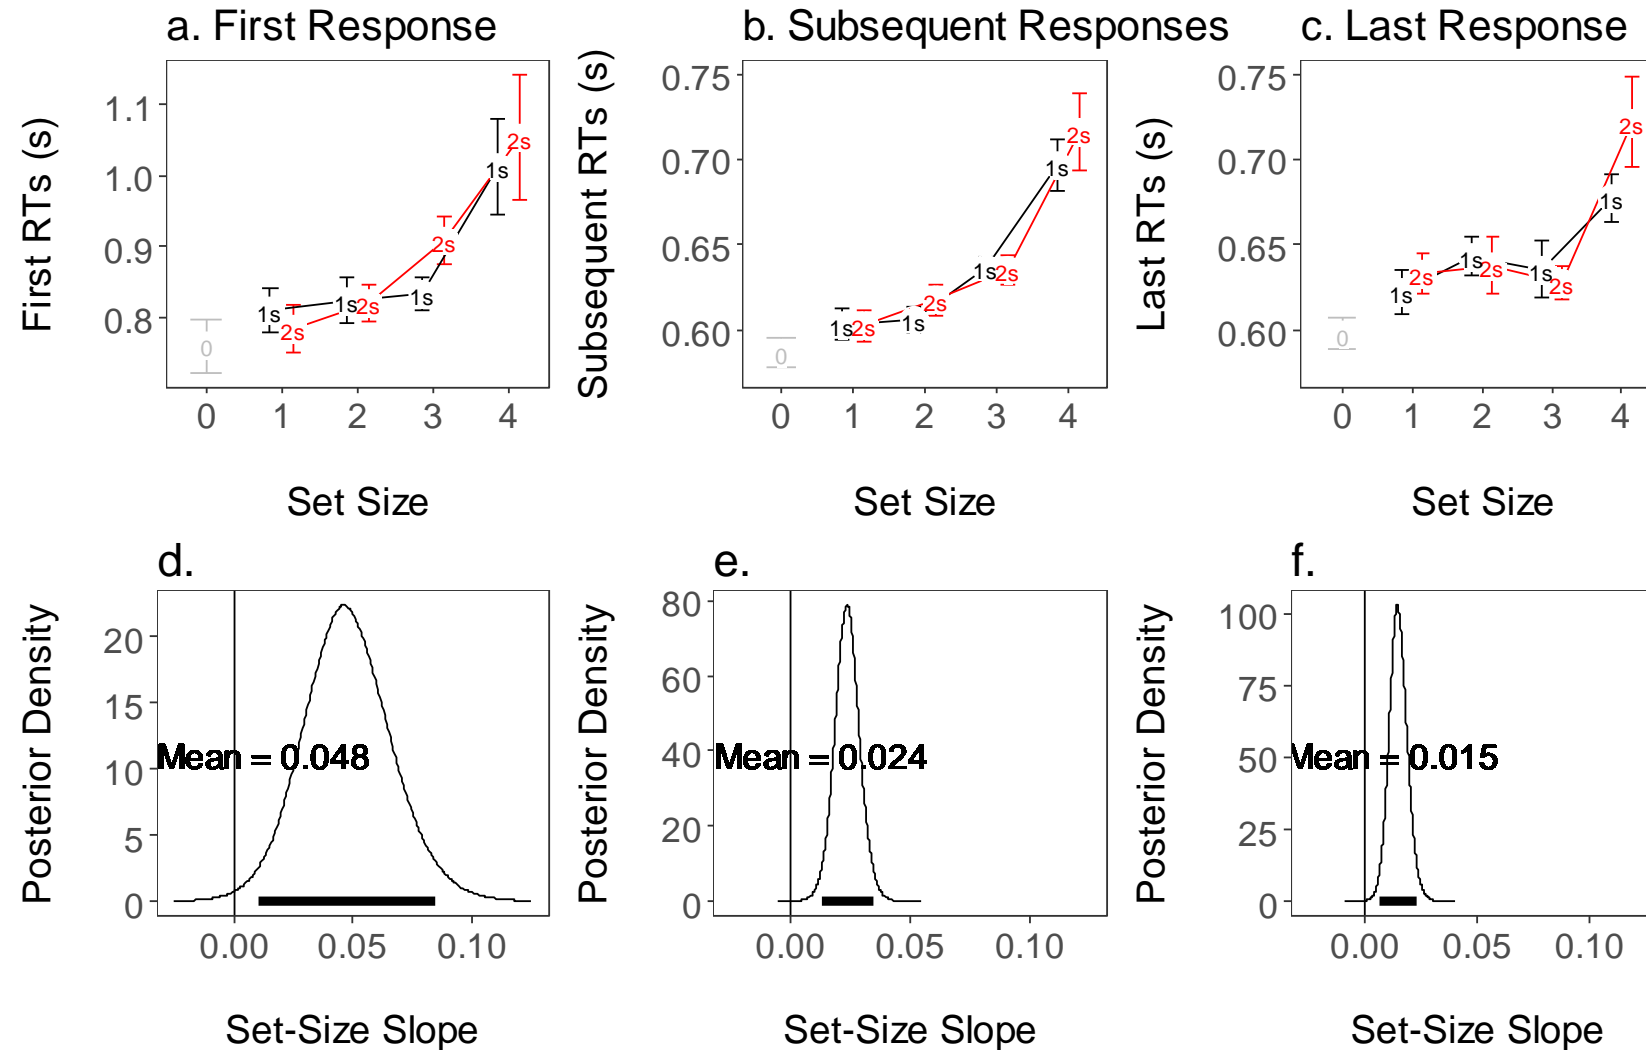 a. First Response
b. Subsequent Responses
c. Last Response
First RTs (s)
1.1
1.0
0.9
0.8
0
1s
2s
1s
2s
1s
2s
1s
2s
0 1 2 3 4
Set Size
Subsequent RTs (s)
0.75
0.70
0.65
0.60
0
1s
2s
1s
2s
1s
2s
1s
2s
0 1 2 3 4
Set Size
Last RTs (s)
0.75
0.70
0.65
0.60
0
1s
2s
1s
2s
1s
2s
1s
2s
0 1 2 3 4
Set Size
d.
Posterior Density
20
15
10
5
0
Mean = 0.048
0.00 0.05 0.10
Set-Size Slope
e.
Posterior Density
80
60
40
20
0
Mean = 0.024
0.00 0.05 0.10
Set-Size Slope
f.
Posterior Density
100
75
50
25
0
Mean = 0.015
0.00 0.05 0.10
Set-Size Slope